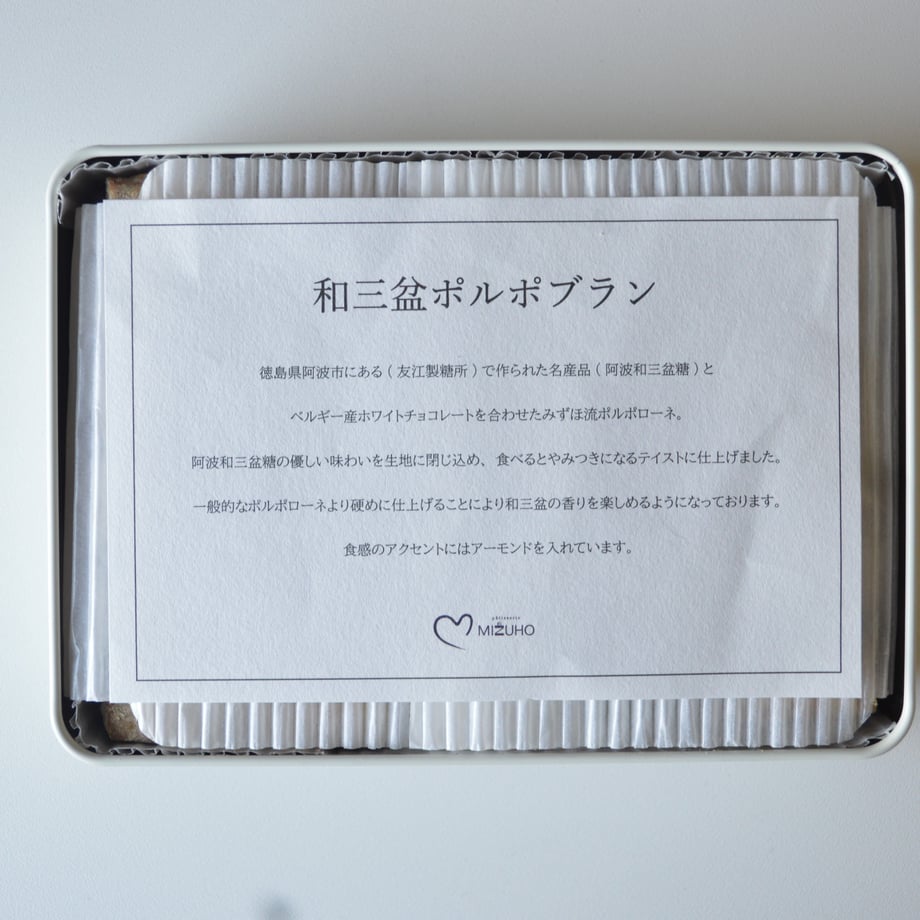 和三盆ポルポブラン
徳島県阿波市にある ( 友江製糖所 ) で作られた名産品 ( 阿波和三盆糖 ) と
ベルギー産ホワイトチョコレートを合わせたみずほ流ポルポローネ。
阿波和三盆糖の優しい味わいを生地に閉じ込め、食べるとやみつきになるテイストに仕上げました。
一般的なポルポローネより硬めに仕上げることにより和三盆の香りを楽しめるようになっております。
食感のアクセントにはアーモンドを入れています。
pâtisserie
MIZUHO